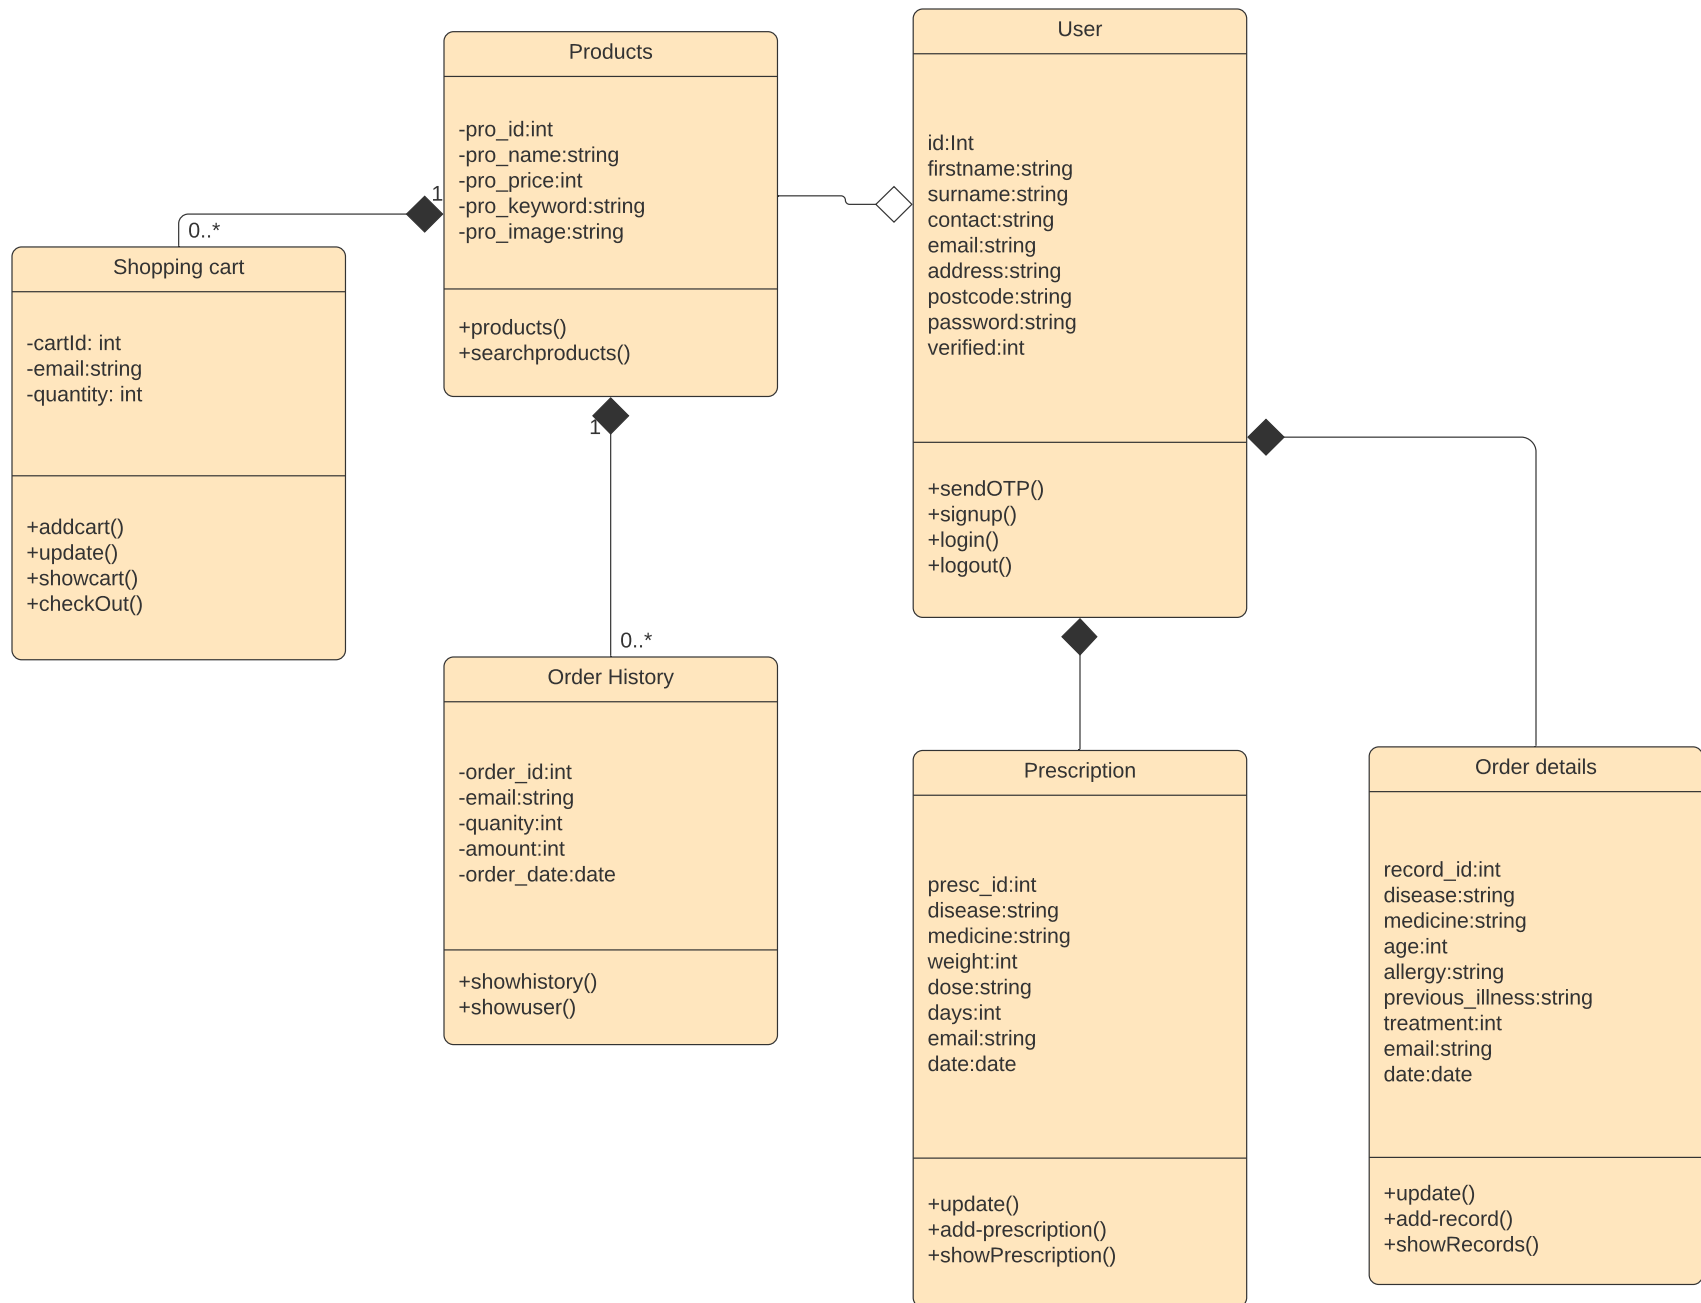 Products
-pro_id:int
-pro_name:string
-pro_price:int
-pro_keyword:string
-pro_image:string
+products()
+searchproducts()
1
0..*
Shopping cart
-cartId: int
-email:string
-quantity: int
+addcart()
+update()
+showcart()
+checkOut()
1
0..*
Order History
-order_id:int
-email:string
-quanity:int
-amount:int
-order_date:date
+showhistory()
+showuser()
User
id:Int
firstname:string
surname:string
contact:string
email:string
address:string
postcode:string
password:string
verified:int
+sendOTP()
+signup()
+login()
+logout()
Prescription
presc_id:int
disease:string
medicine:string
weight:int
dose:string
days:int
email:string
date:date
+update()
+add-prescription()
+showPrescription()
Order details
record_id:int
disease:string
medicine:string
age:int
allergy:string
previous_illness:string
treatment:int
email:string
date:date
+update()
+add-record()
+showRecords()